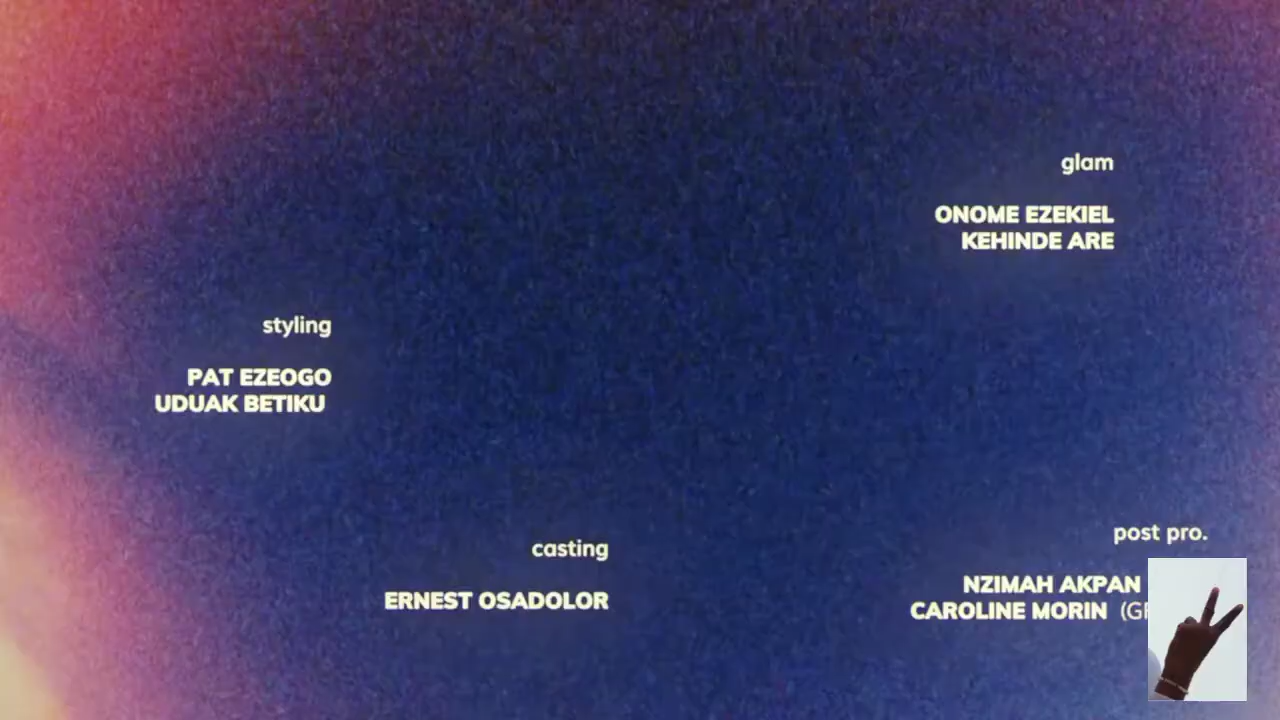 glam
ONOME EZEKIEL
KEHINDE ARE
styling
PAT EZEOGO
UDUAK BETIKU
casting
ERNEST OSADOLOR
post pro.
NZIMAH AKPAN
CAROLINE MORIN